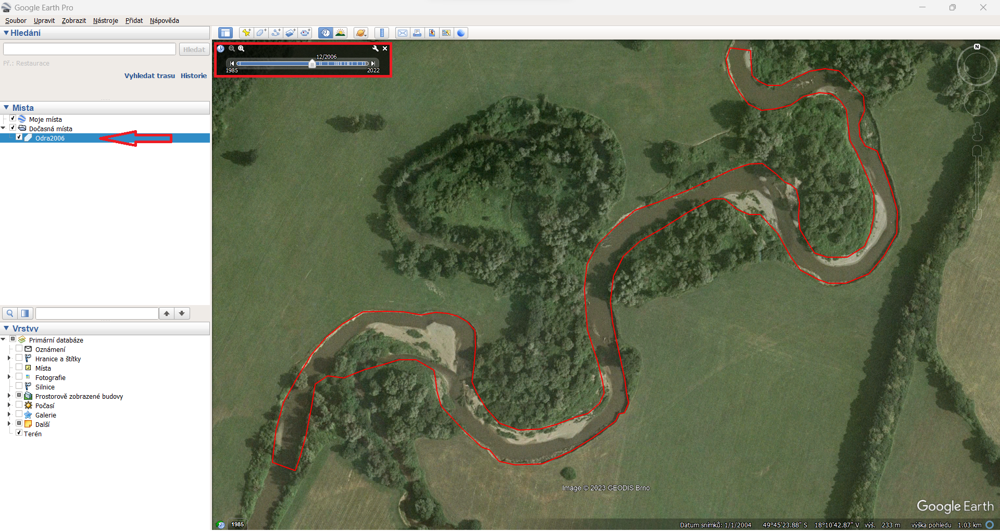 Google Earth Pro
Soubor Upravit Zobrazit Nástroje Přidat Nápověda
Hledání
Hledat
Př.: Restaurace
Vyhledat trasu Historie
Místa
Moje místa
Dočasná místa
Odra2006
Vrstvy
Primární databáze
Oznámení
Hranice a štítky
Místa
Fotografie
Silnice
Prostorově zobrazené budovy
Počasí
Galerie
Další
Terén
12/2006
1985 2022
N
Image © 2023 GEODIS Brno
Google Earth
1985
Datum snímků: 1/1/2004 49°45'23.88" S 18°10'42.87" V výš. 233 m výška pohledu 1.03 km